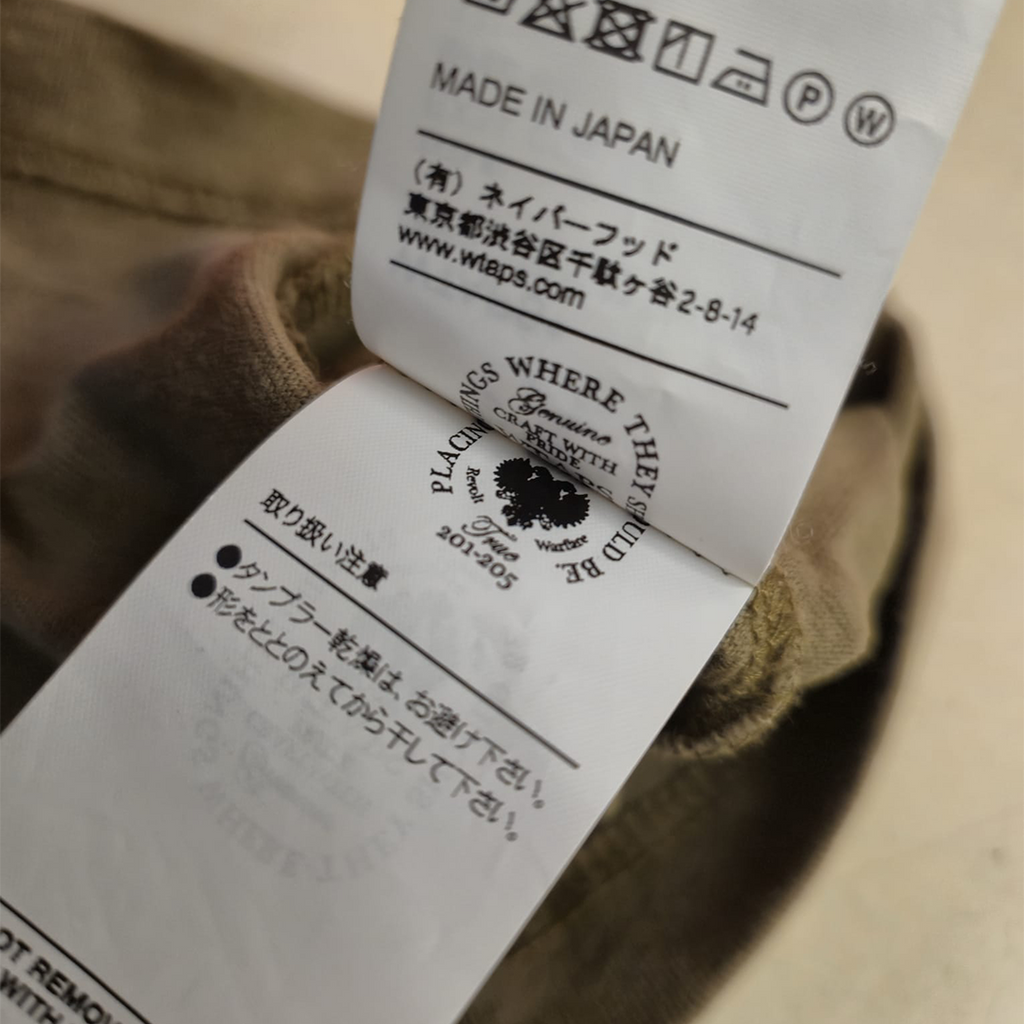 P W
MADE IN JAPAN
（有）ネイバーフッド
東京都渋谷区千駄ヶ谷2-8-14
www.wtaps.com
PLACING THINGS WHERE THEY SHOULD BE.
Genuine
CRAFT WITH
PRIDE
Revolt
Warfare
True
201-205
取り扱い注意
●タンブラー乾燥は、お避け下さい。
●形をととのえてから干して下さい。
OT REMOV
WITH